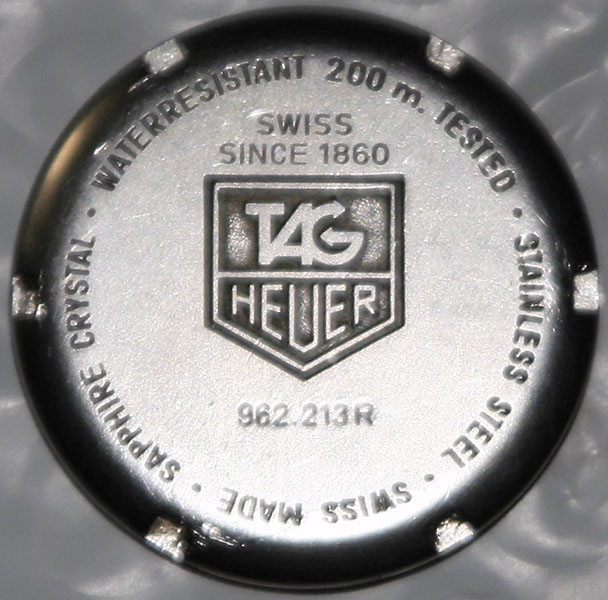 WATERRESISTANT 200 m. TESTED · STAINLESS STEEL · SWISS MADE · SAPPHIRE CRYSTAL ·
SWISS
SINCE 1860
TAG
HEUER
962.213R